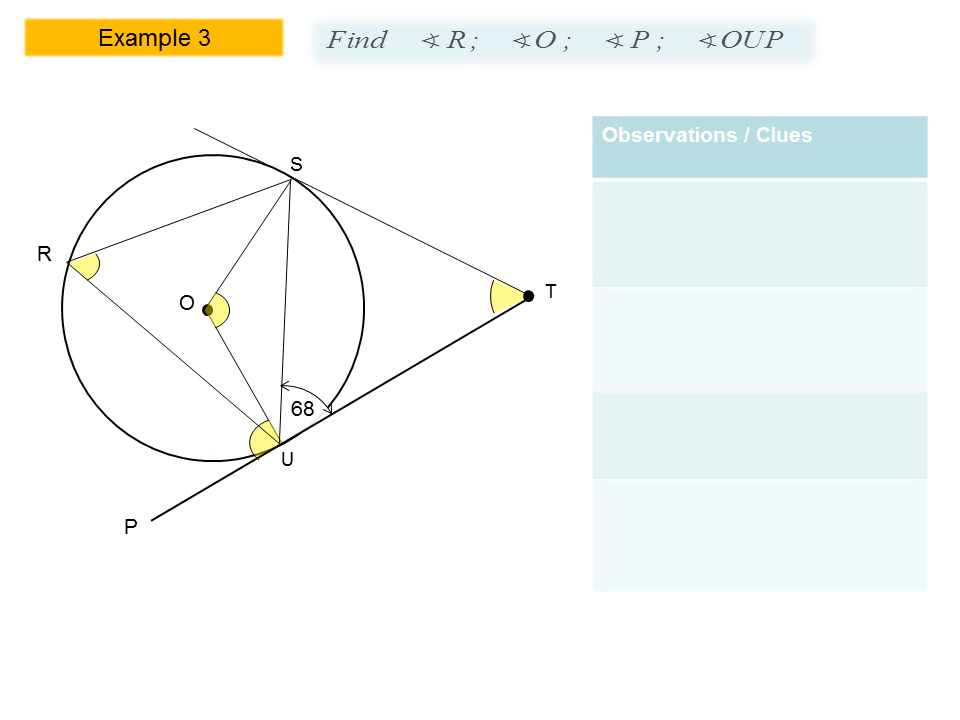 Example 3
Find ∢ R ; ∢O ; ∢ P ; ∢OUP
Observations / Clues
S
R
O
T
68
U
P